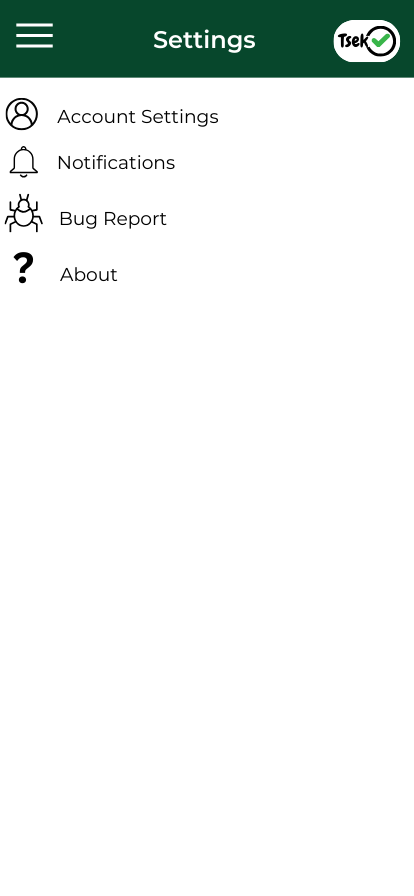 Settings
Tsek
Account Settings
Notifications
Bug Report
? About